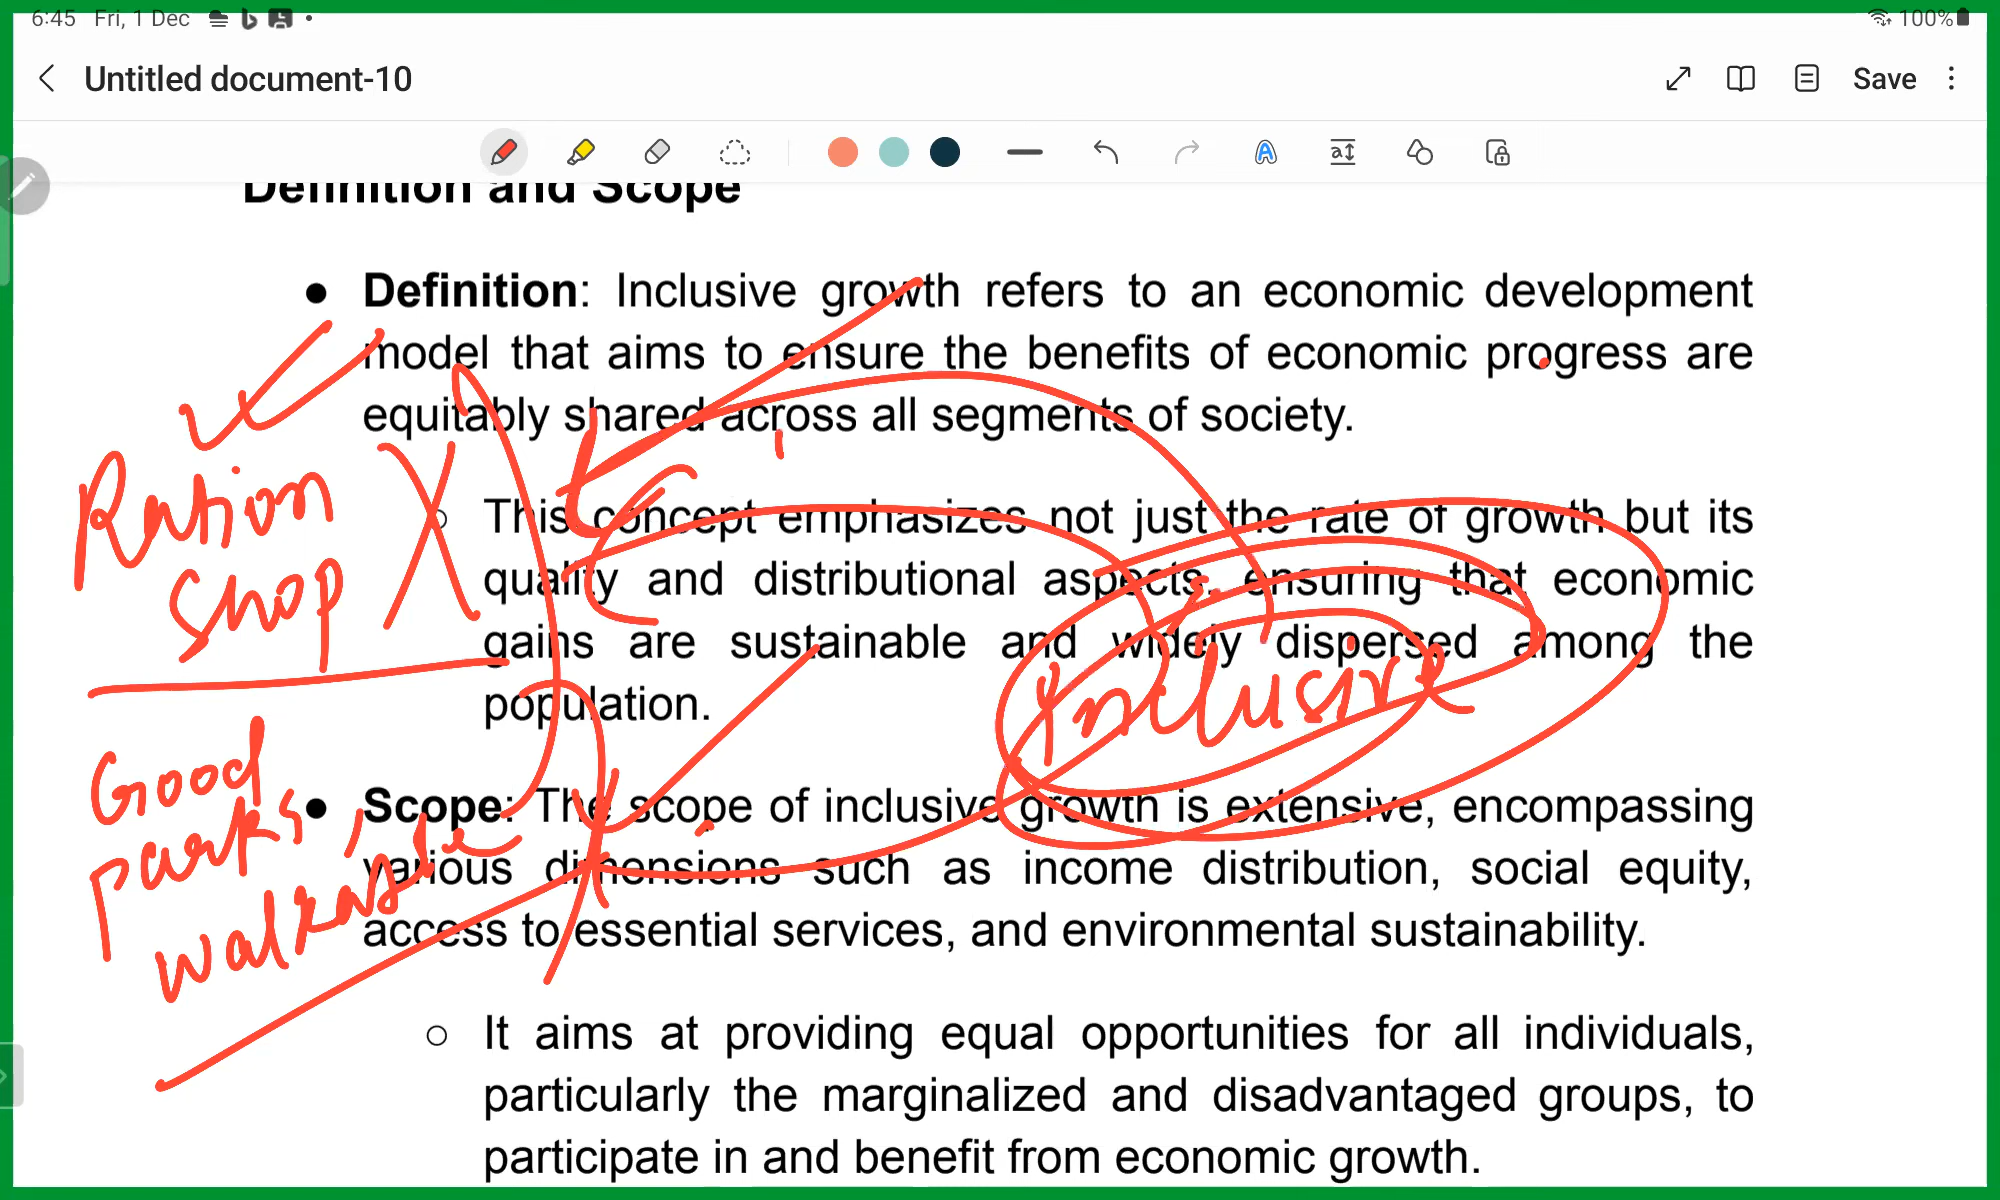 6:45 Fri, 1 Dec
100%
Untitled document-10
Save
Definition and Scope
● Definition: Inclusive growth refers to an economic development
model that aims to ensure the benefits of economic progress are
equitably shared across all segments of society.
Ration
shop
○ This concept emphasizes not just the rate of growth but its
quality and distributional aspects, ensuring that economic
gains are sustainable and widely dispersed among the
population.
Inclusive
Good
parks
● Scope: The scope of inclusive growth is extensive, encompassing
various dimensions such as income distribution, social equity,
access to essential services, and environmental sustainability.
○ It aims at providing equal opportunities for all individuals,
particularly the marginalized and disadvantaged groups, to
participate in and benefit from economic growth.